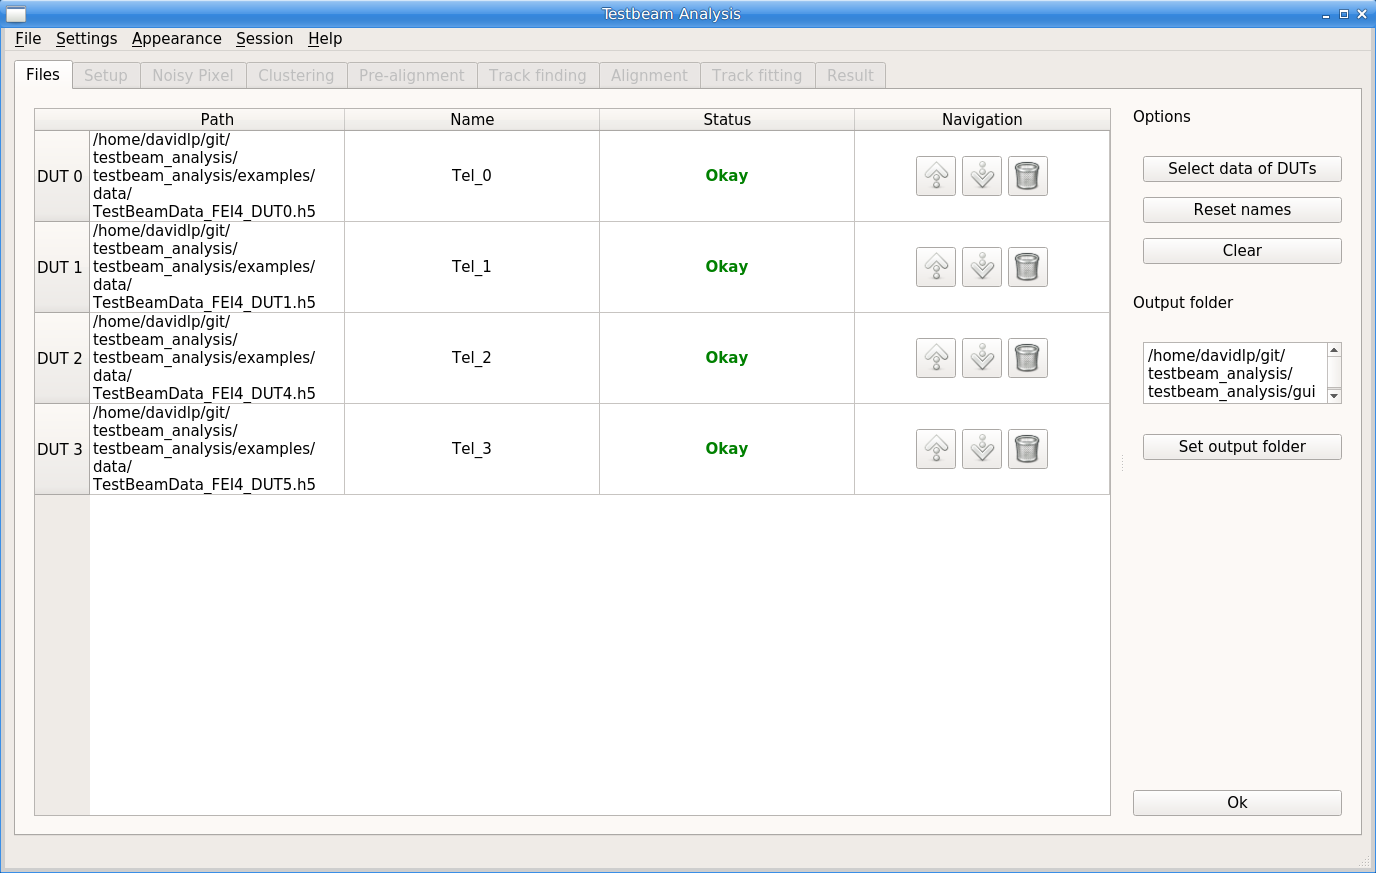 Testbeam Analysis
File Settings Appearance Session Help
Files Setup Noisy Pixel Clustering Pre-alignment Track finding Alignment Track fitting Result
Path Name Status Navigation
DUT 0
/home/davidlp/git/
testbeam_analysis/
testbeam_analysis/examples/
data/
TestBeamData_FEI4_DUT0.h5
Tel_0
Okay
DUT 1
/home/davidlp/git/
testbeam_analysis/
testbeam_analysis/examples/
data/
TestBeamData_FEI4_DUT1.h5
Tel_1
Okay
DUT 2
/home/davidlp/git/
testbeam_analysis/
testbeam_analysis/examples/
data/
TestBeamData_FEI4_DUT4.h5
Tel_2
Okay
DUT 3
/home/davidlp/git/
testbeam_analysis/
testbeam_analysis/examples/
data/
TestBeamData_FEI4_DUT5.h5
Tel_3
Okay
Options
Select data of DUTs
Reset names
Clear
Output folder
/home/davidlp/git/
testbeam_analysis/
testbeam_analysis/gui
Set output folder
Ok